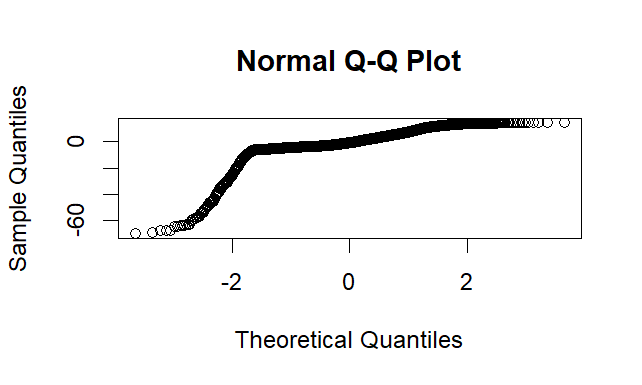 Normal Q-Q Plot
Sample Quantiles
0
-60
-2 0 2
Theoretical Quantiles